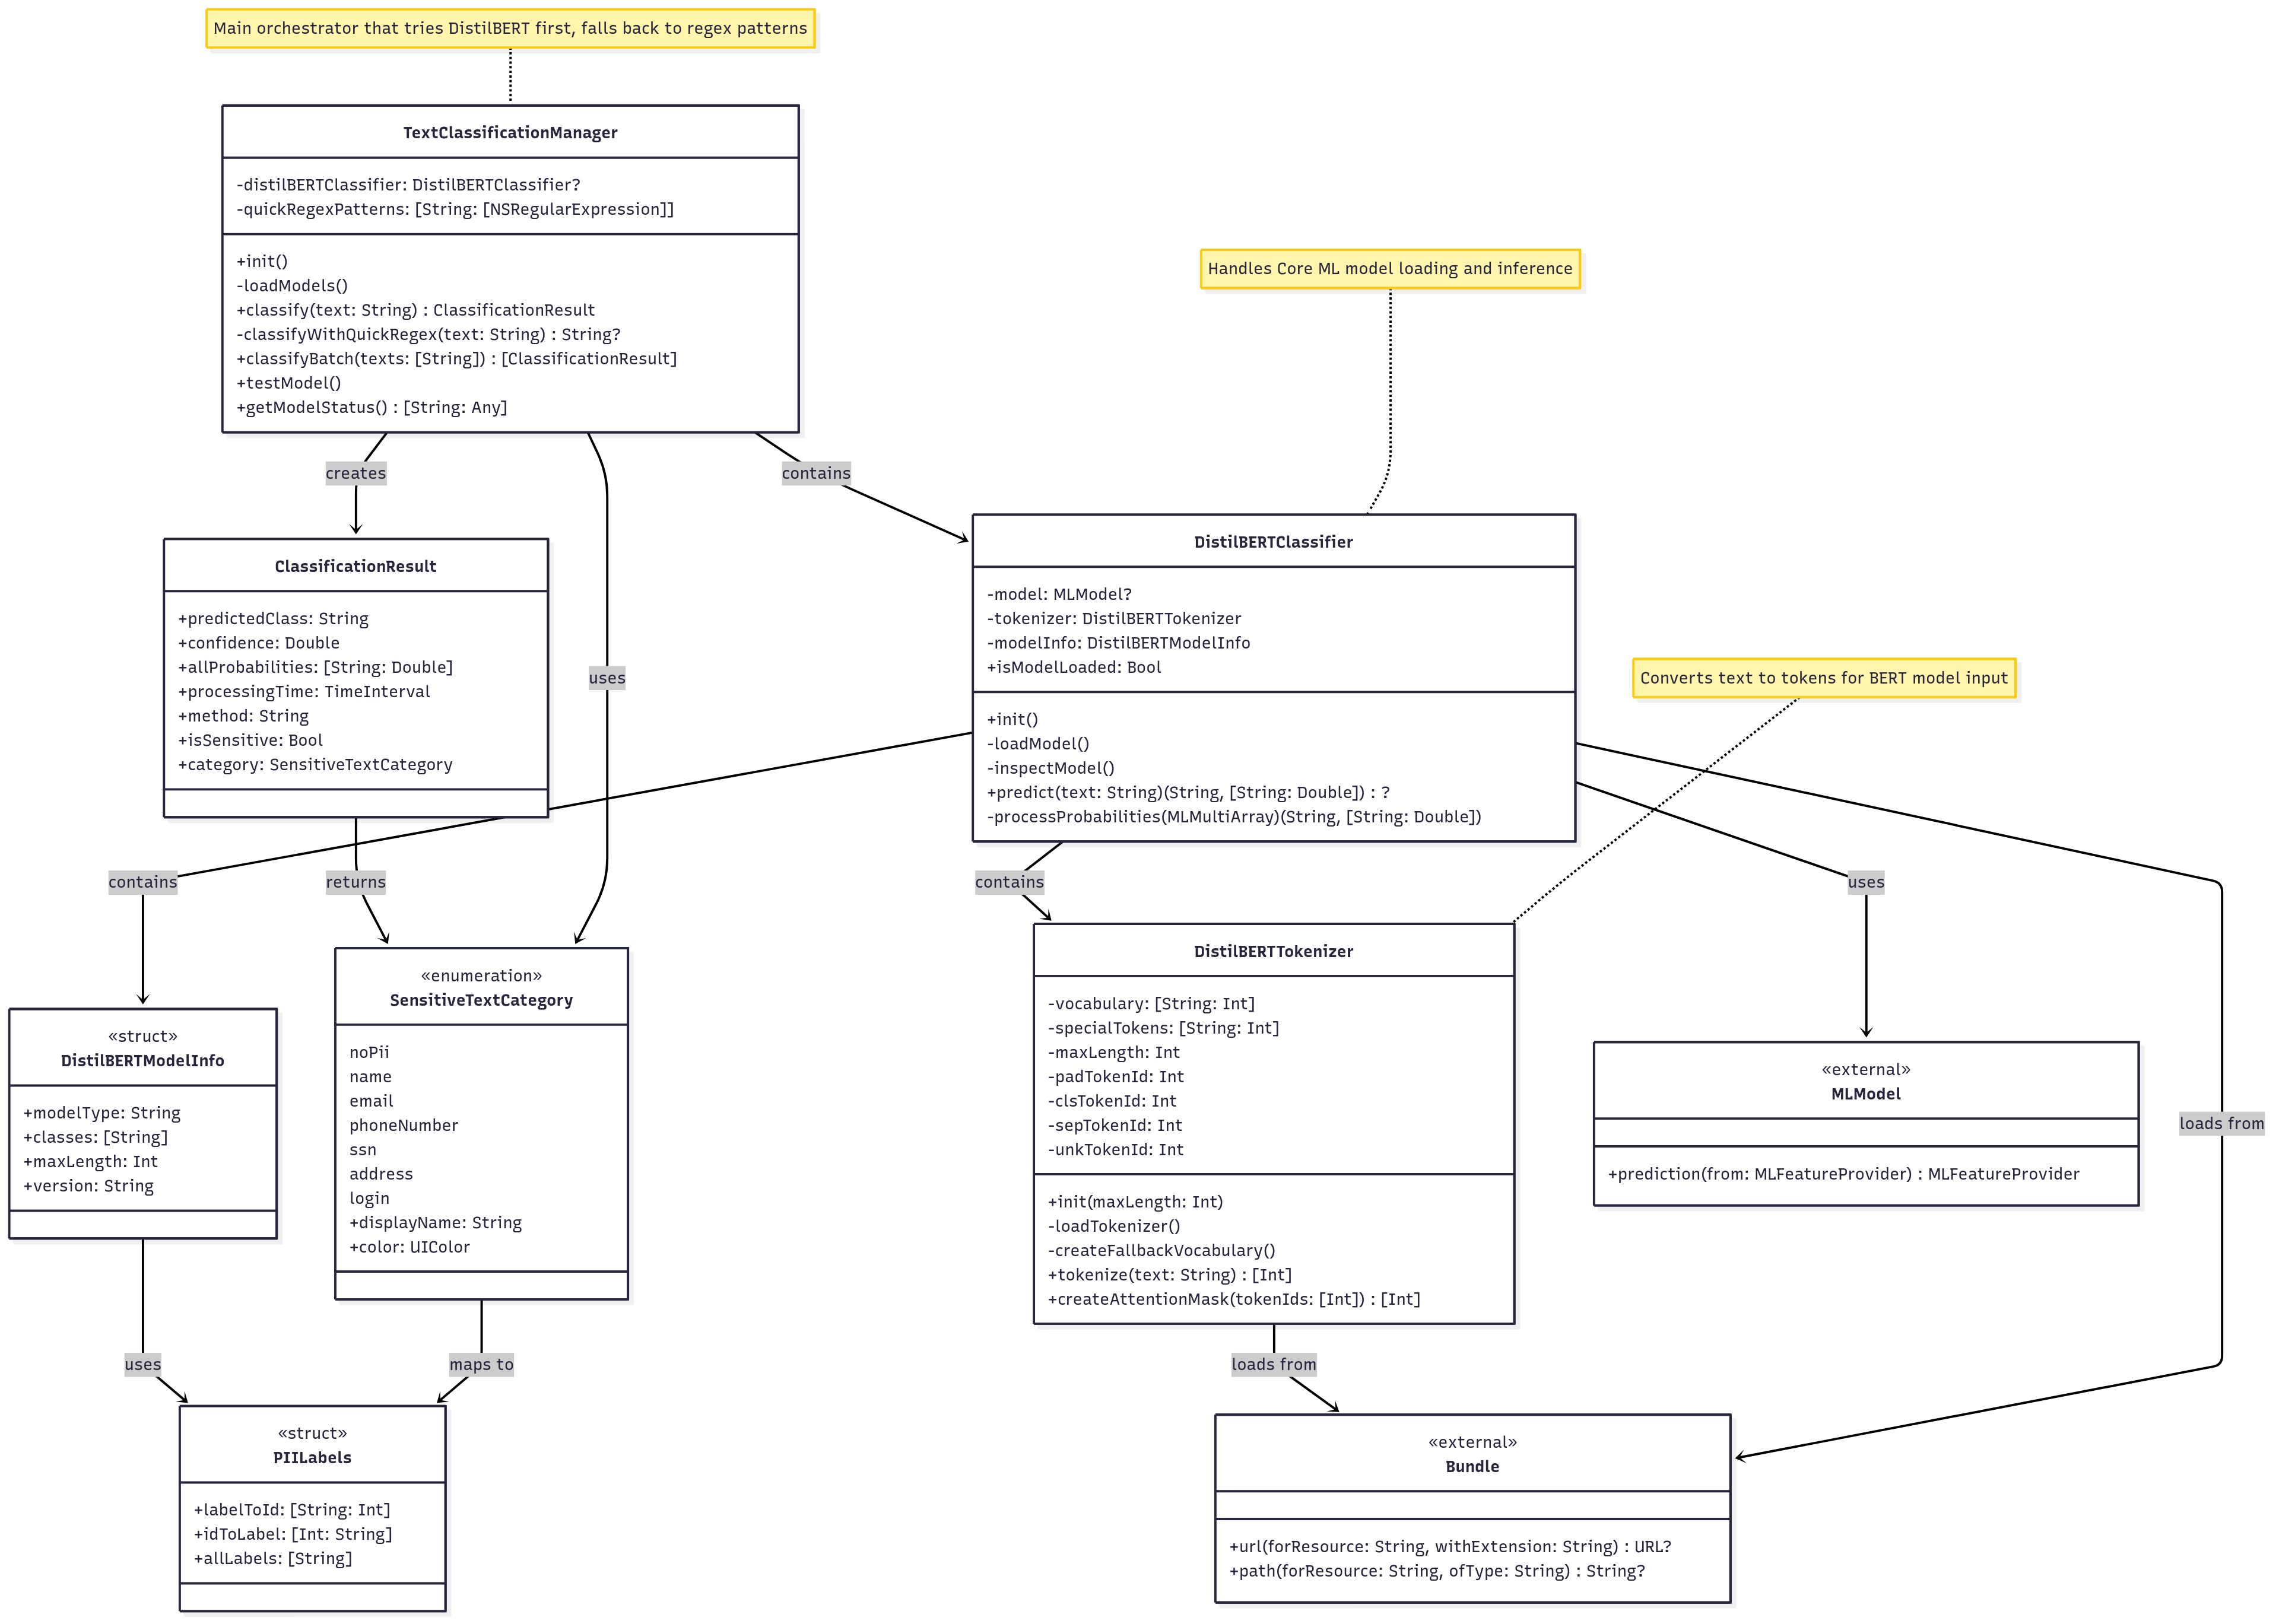 Main orchestrator that tries DistilBERT first, falls back to regex patterns
TextClassificationManager
-distilBERTClassifier: DistilBERTClassifier?
-quickRegexPatterns: [String: [NSRegularExpression]]
+init()
-loadModels()
+classify(text: String) : ClassificationResult
-classifyWithQuickRegex(text: String) : String?
+classifyBatch(texts: [String]) : [ClassificationResult]
+testModel()
+getModelStatus() : [String: Any]
Handles Core ML model loading and inference
creates
contains
uses
ClassificationResult
+predictedClass: String
+confidence: Double
+allProbabilities: [String: Double]
+processingTime: TimeInterval
+method: String
+isSensitive: Bool
+category: SensitiveTextCategory
DistilBERTClassifier
-model: MLModel?
-tokenizer: DistilBERTTokenizer
-modelInfo: DistilBERTModelInfo
+isModelLoaded: Bool
+init()
-loadModel()
-inspectModel()
+predict(text: String)(String, [String: Double]) : ?
-processProbabilities(MLMultiArray)(String, [String: Double])
Converts text to tokens for BERT model input
contains
returns
contains
uses
«struct»
DistilBERTModelInfo
+modelType: String
+classes: [String]
+maxLength: Int
+version: String
«enumeration»
SensitiveTextCategory
noPii
name
email
phoneNumber
ssn
address
login
+displayName: String
+color: UIColor
DistilBERTTokenizer
-vocabulary: [String: Int]
-specialTokens: [String: Int]
-maxLength: Int
-padTokenId: Int
-clsTokenId: Int
-sepTokenId: Int
-unkTokenId: Int
+init(maxLength: Int)
-loadTokenizer()
-createFallbackVocabulary()
+tokenize(text: String) : [Int]
+createAttentionMask(tokenIds: [Int]) : [Int]
«external»
MLModel
+prediction(from: MLFeatureProvider) : MLFeatureProvider
loads from
uses
maps to
loads from
«struct»
PIILabels
+labelToId: [String: Int]
+idToLabel: [Int: String]
+allLabels: [String]
«external»
Bundle
+url(forResource: String, withExtension: String) : URL?
+path(forResource: String, ofType: String) : String?